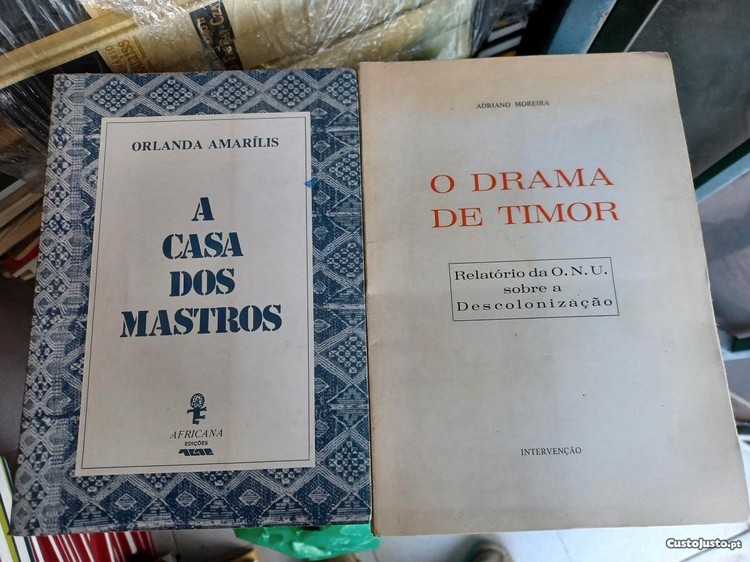 ORLANDA AMARÍLIS
A
CASA
DOS
MASTROS
AFRICANA
EDIÇÕES
ADRIANO MOREIRA
O DRAMA
DE TIMOR
Relatório da O.N.U.
sobre a
Descolonização
INTERVENÇÃO
CustoJusto.pt